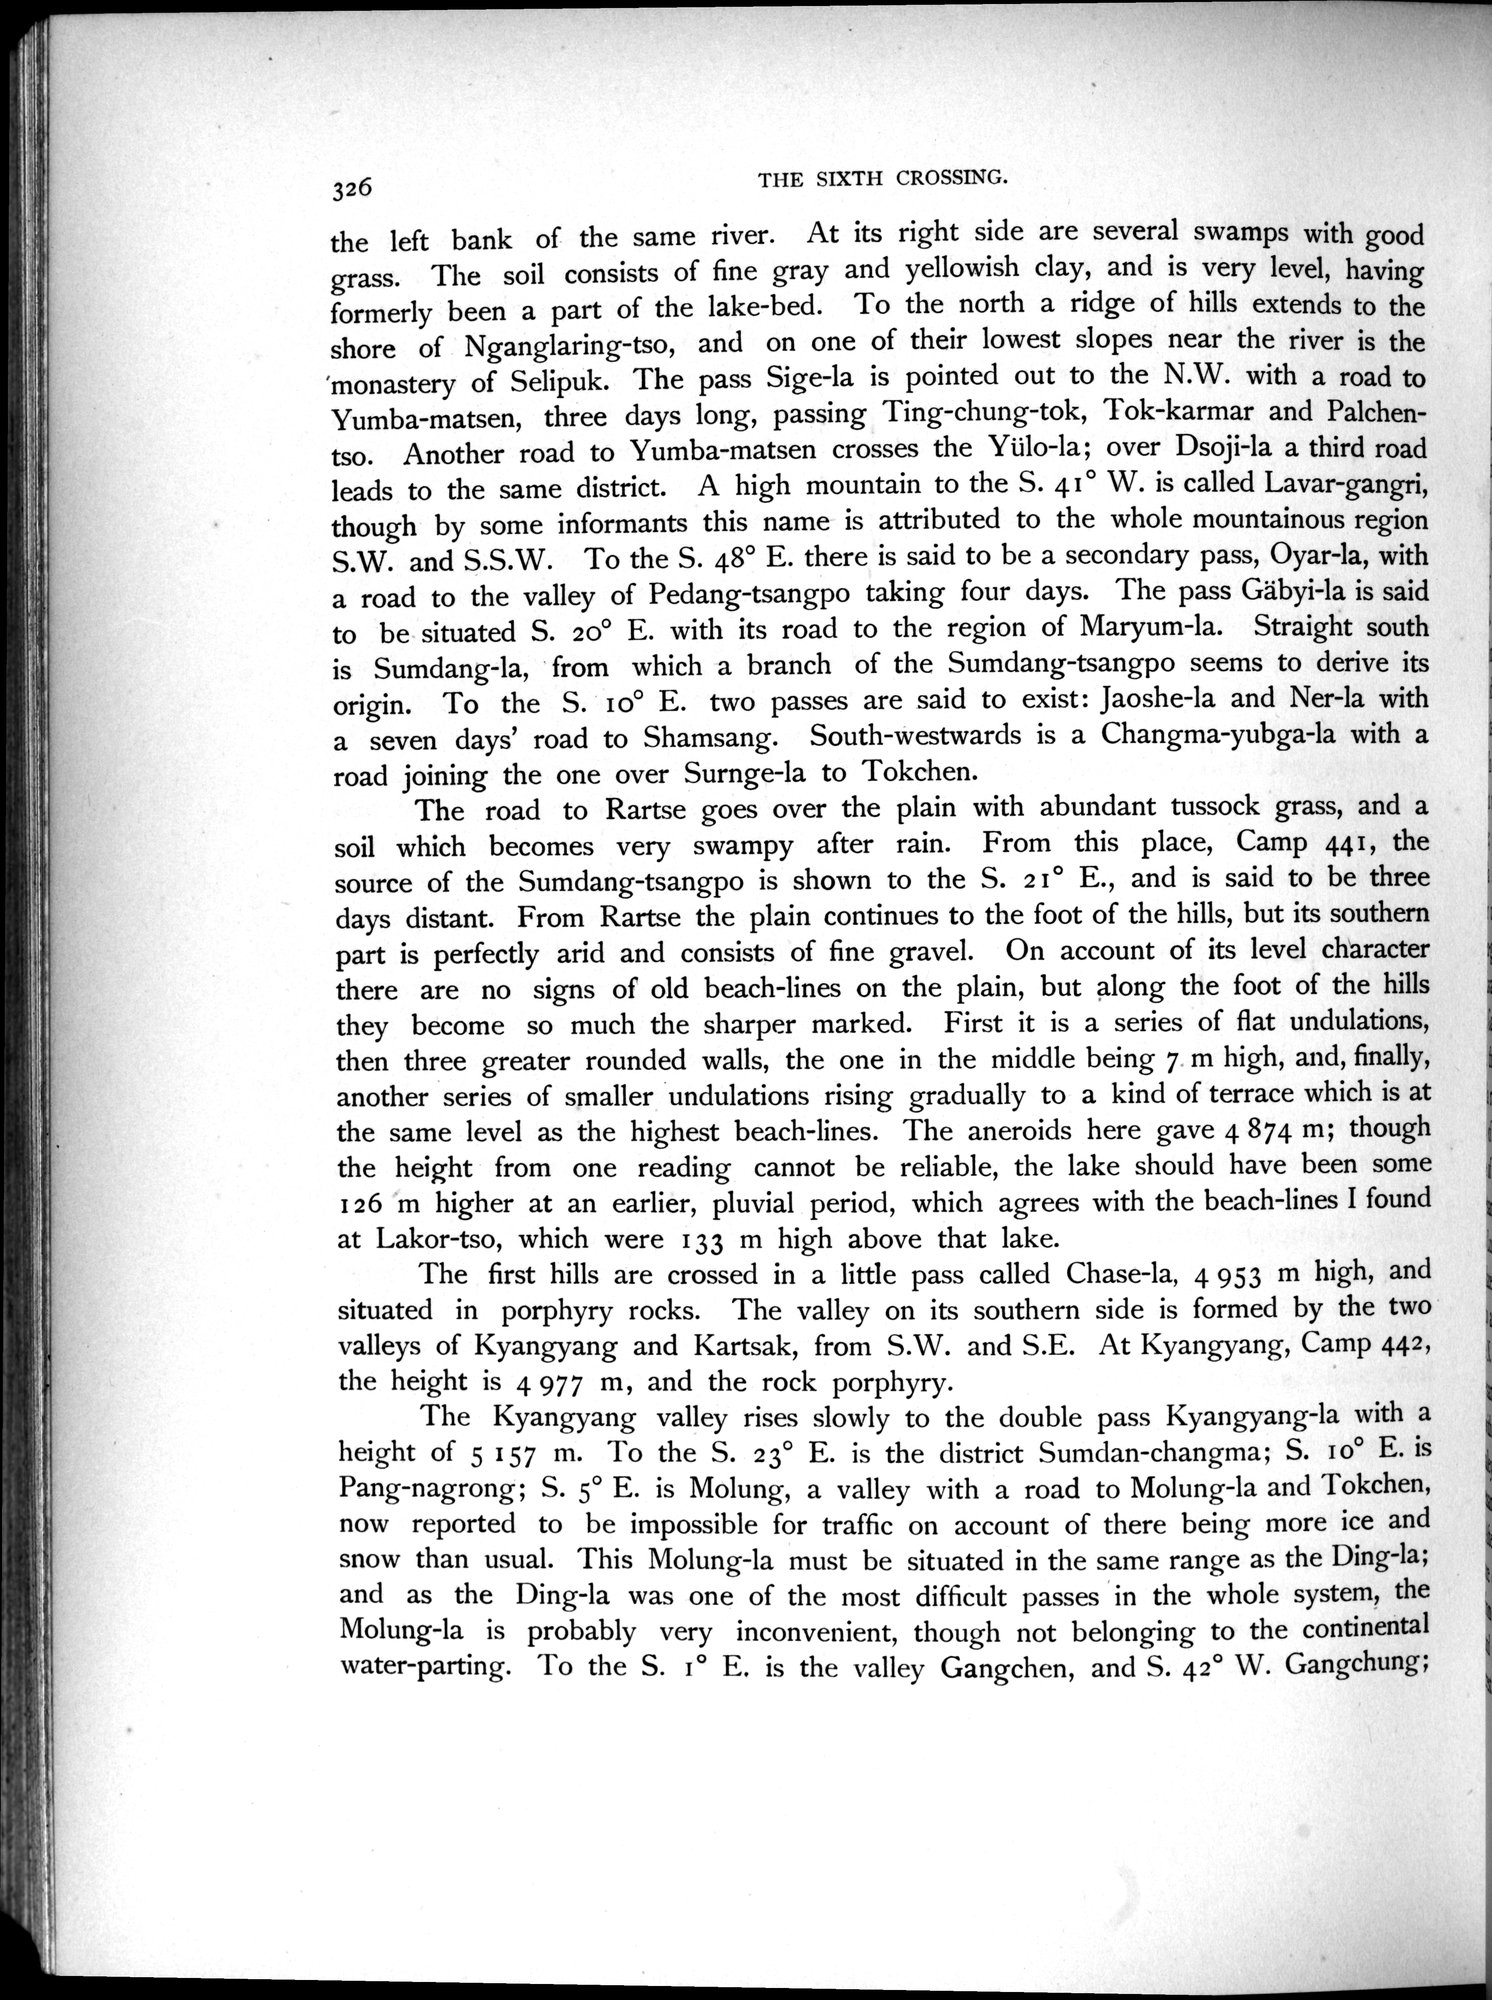 326
THE SIXTH CROSSING.
the left bank of the same river. At its right side are several swamps with good
grass. The soil consists of fine gray and yellowish clay, and is very level, having
formerly been a part of the lake-bed. To the north a ridge of hills extends to the
shore of Nganglaring-tso, and on one of their lowest slopes near the river is the
monastery of Selipuk. The pass Sige-la is pointed out to the N.W. with a road to
Yumba-matsen, three days long, passing Ting-chung-tok, Tok-karmar and Palchen-
tso. Another road to Yumba-matsen crosses the Yülo-la; over Dsoji-la a third road
leads to the same district. A high mountain to the S. 41° W. is called Lavar-gangri,
though by some informants this name is attributed to the whole mountainous region
S.W. and S.S.W. To the S. 48° E. there is said to be a secondary pass, Oyar-la, with
a road to the valley of Pedang-tsangpo taking four days. The pass Gäbyi-la is said
to be situated S. 20° E. with its road to the region of Maryum-la. Straight south
is Sumdang-la, from which a branch of the Sumdang-tsangpo seems to derive its
origin. To the S. 10° E. two passes are said to exist: Jaoshe-la and Ner-la with
a seven days' road to Shamsang. South-westwards is a Changma-yubga-la with a
road joining the one over Surnge-la to Tokchen.
The road to Rartse goes over the plain with abundant tussock grass, and a
soil which becomes very swampy after rain. From this place, Camp 441, the
source of the Sumdang-tsangpo is shown to the S. 21° E., and is said to be three
days distant. From Rartse the plain continues to the foot of the hills, but its southern
part is perfectly arid and consists of fine gravel. On account of its level character
there are no signs of old beach-lines on the plain, but along the foot of the hills
they become so much the sharper marked. First it is a series of flat undulations,
then three greater rounded walls, the one in the middle being 7 m high, and, finally,
another series of smaller undulations rising gradually to a kind of terrace which is at
the same level as the highest beach-lines. The aneroids here gave 4 874 m; though
the height from one reading cannot be reliable, the lake should have been some
126 m higher at an earlier, pluvial period, which agrees with the beach-lines I found
at Lakor-tso, which were 133 m high above that lake.
The first hills are crossed in a little pass called Chase-la, 4 953 m high, and
situated in porphyry rocks. The valley on its southern side is formed by the two
valleys of Kyangyang and Kartsak, from S.W. and S.E. At Kyangyang, Camp 442,
the height is 4 977 m, and the rock porphyry.
The Kyangyang valley rises slowly to the double pass Kyangyang-la with a
height of 5 157 m. To the S. 23° E. is the district Sumdan-changma; S. 10° E. is
Pang-nagrong; S. 5° E. is Molung, a valley with a road to Molung-la and Tokchen,
now reported to be impossible for traffic on account of there being more ice and
snow than usual. This Molung-la must be situated in the same range as the Ding-la;
and as the Ding-la was one of the most difficult passes in the whole system, the
Molung-la is probably very inconvenient, though not belonging to the continental
water-parting. To the S. 1° E. is the valley Gangchen, and S. 42° W. Gangchung;